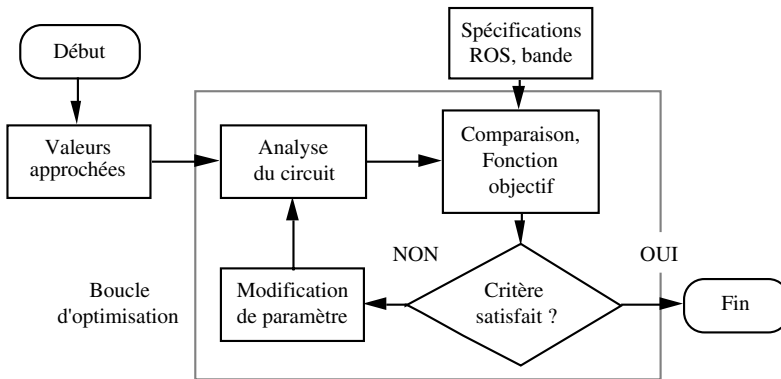 Début
Spécifications
ROS, bande
Valeurs
approchées
Analyse
du circuit
Comparaison,
Fonction
objectif
NON
OUI
Boucle
d'optimisation
Modification
de paramètre
Critère
satisfait ?
Fin